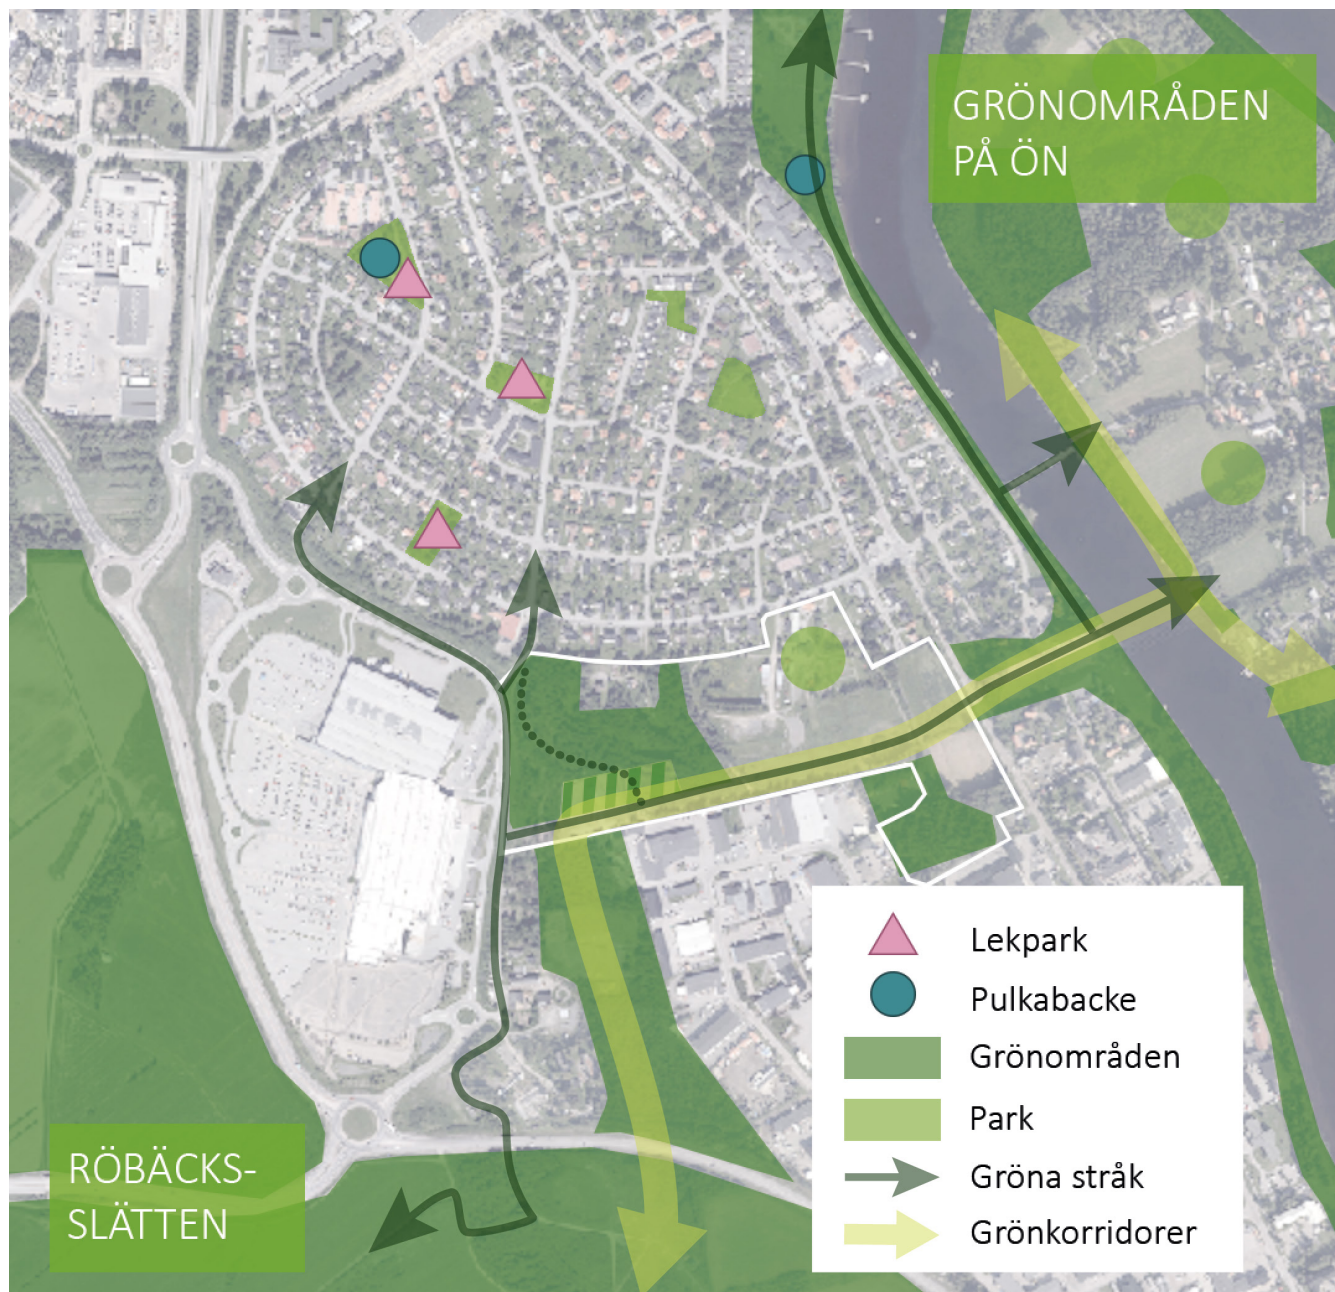 GRÖNOMRÅDEN
PÅ ÖN
Lekpark
Pulkabacke
Grönområden
Park
Gröna stråk
Grönkorridorer
RÖBÄCKS-
SLÄTTEN